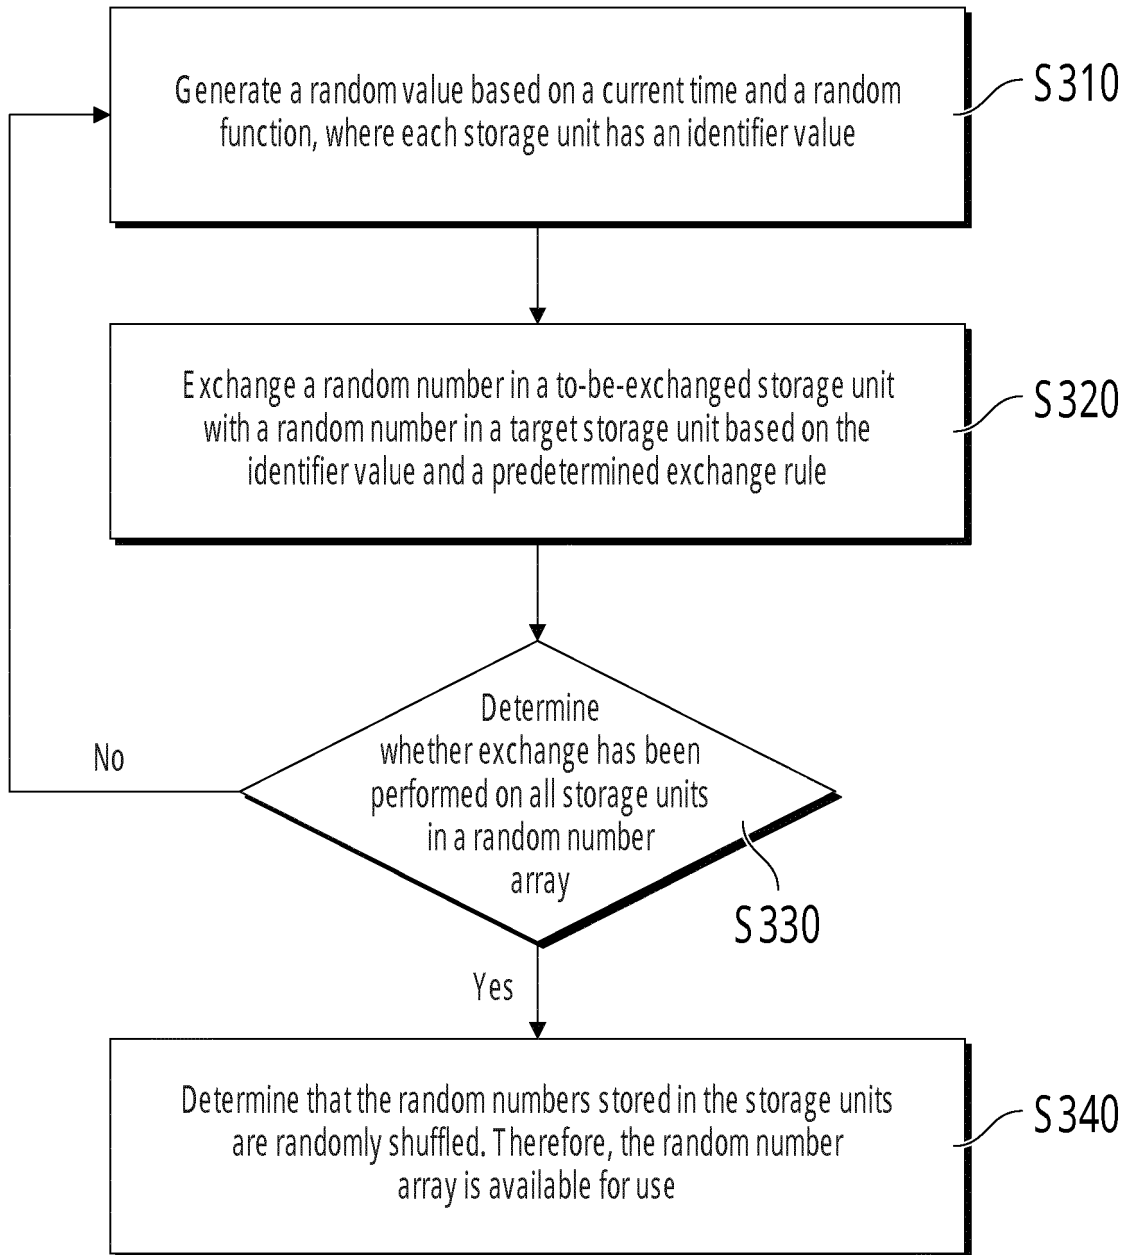 Generate a random value based on a current time and a random
function, where each storage unit has an identifier value
S310
Exchange a random number in a to-be-exchanged storage unit
with a random number in a target storage unit based on the
identifier value and a predetermined exchange rule
S320
Determine
whether exchange has been
performed on all storage units
in a random number
array
No
S330
Yes
Determine that the random numbers stored in the storage units
are randomly shuffled. Therefore, the random number
array is available for use
S340